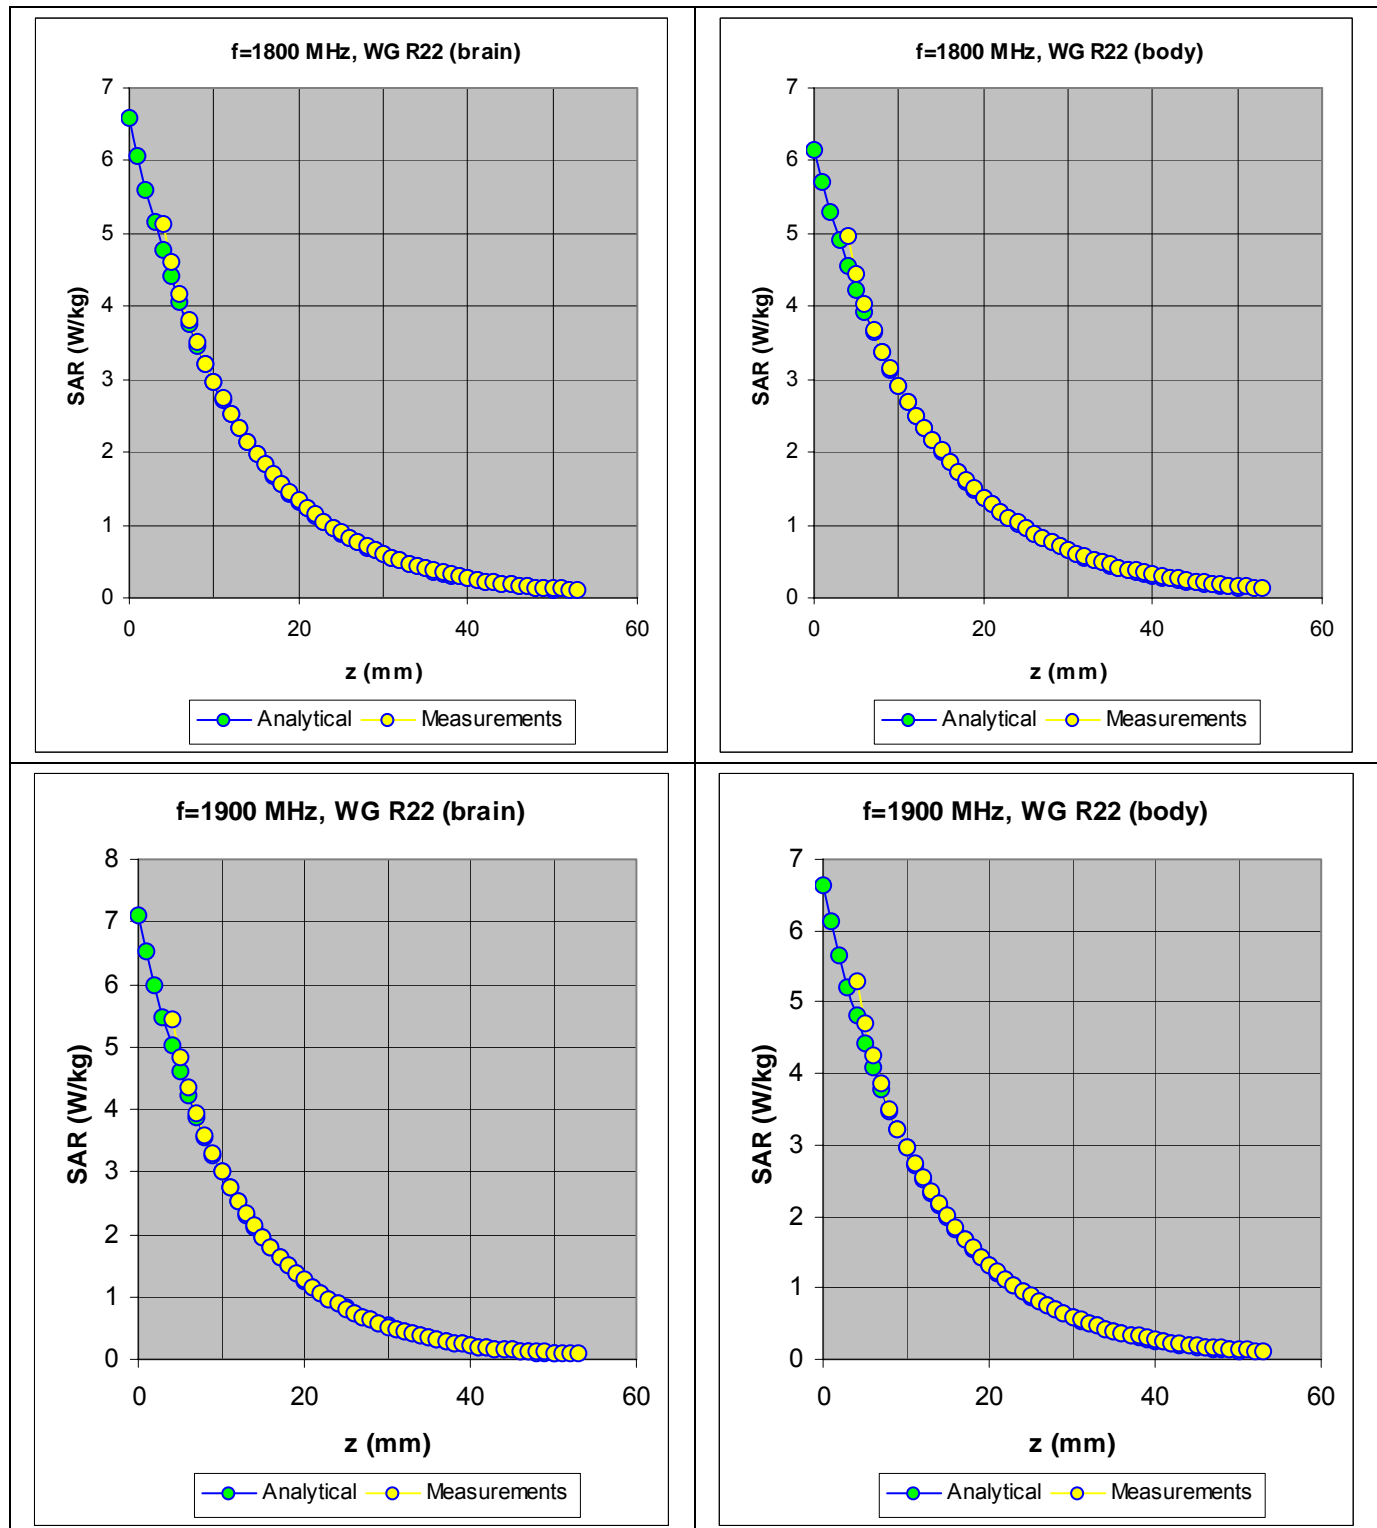 f=1800 MHz, WG R22 (brain)
7
6
5
4
3
2
1
0
0 20 40 60
SAR (W/kg)
z (mm)
Analytical Measurements
f=1800 MHz, WG R22 (body)
7
6
5
4
3
2
1
0
0 20 40 60
SAR (W/kg)
z (mm)
Analytical Measurements
f=1900 MHz, WG R22 (brain)
8
7
6
5
4
3
2
1
0
0 20 40 60
SAR (W/kg)
z (mm)
Analytical Measurements
f=1900 MHz, WG R22 (body)
7
6
5
4
3
2
1
0
0 20 40 60
SAR (W/kg)
z (mm)
Analytical Measurements